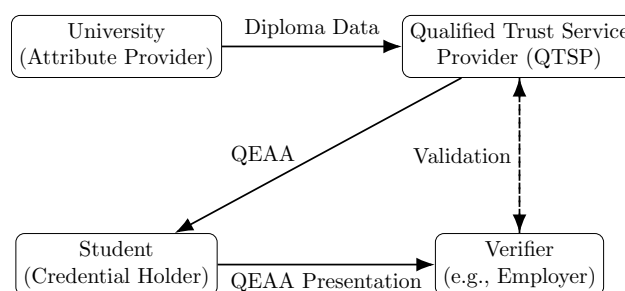 University
(Attribute Provider)
Diploma Data
Qualified Trust Service
Provider (QTSP)
QEAA
Validation
Student
(Credential Holder)
QEAA Presentation
Verifier
(e.g., Employer)